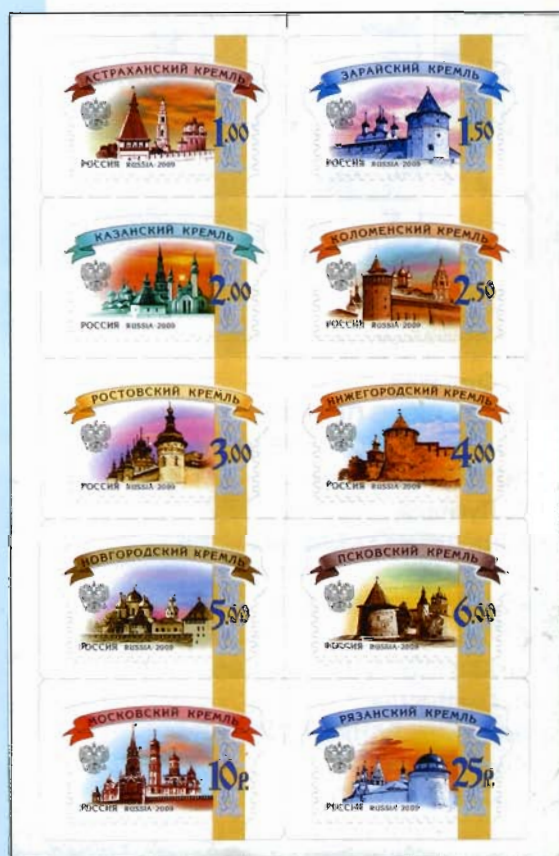 АСТРАХАНСКИЙ КРЕМЛЬ
1.00
РОССИЯ RUSSIA·2009
ЗАРАЙСКИЙ КРЕМЛЬ
1.50
РОССИЯ RUSSIA·2009
КАЗАНСКИЙ КРЕМЛЬ
2.00
РОССИЯ RUSSIA·2009
КОЛОМЕНСКИЙ КРЕМЛЬ
2.50
РОССИЯ RUSSIA·2009
РОСТОВСКИЙ КРЕМЛЬ
3.00
РОССИЯ RUSSIA·2009
НИЖЕГОРОДСКИЙ КРЕМЛЬ
4.00
РОССИЯ RUSSIA·2009
НОВГОРОДСКИЙ КРЕМЛЬ
5.00
РОССИЯ RUSSIA·2009
ПСКОВСКИЙ КРЕМЛЬ
6.00
РОССИЯ RUSSIA·2009
МОСКОВСКИЙ КРЕМЛЬ
10р.
РОССИЯ RUSSIA·2009
РЯЗАНСКИЙ КРЕМЛЬ
25р.
РОССИЯ RUSSIA·2009